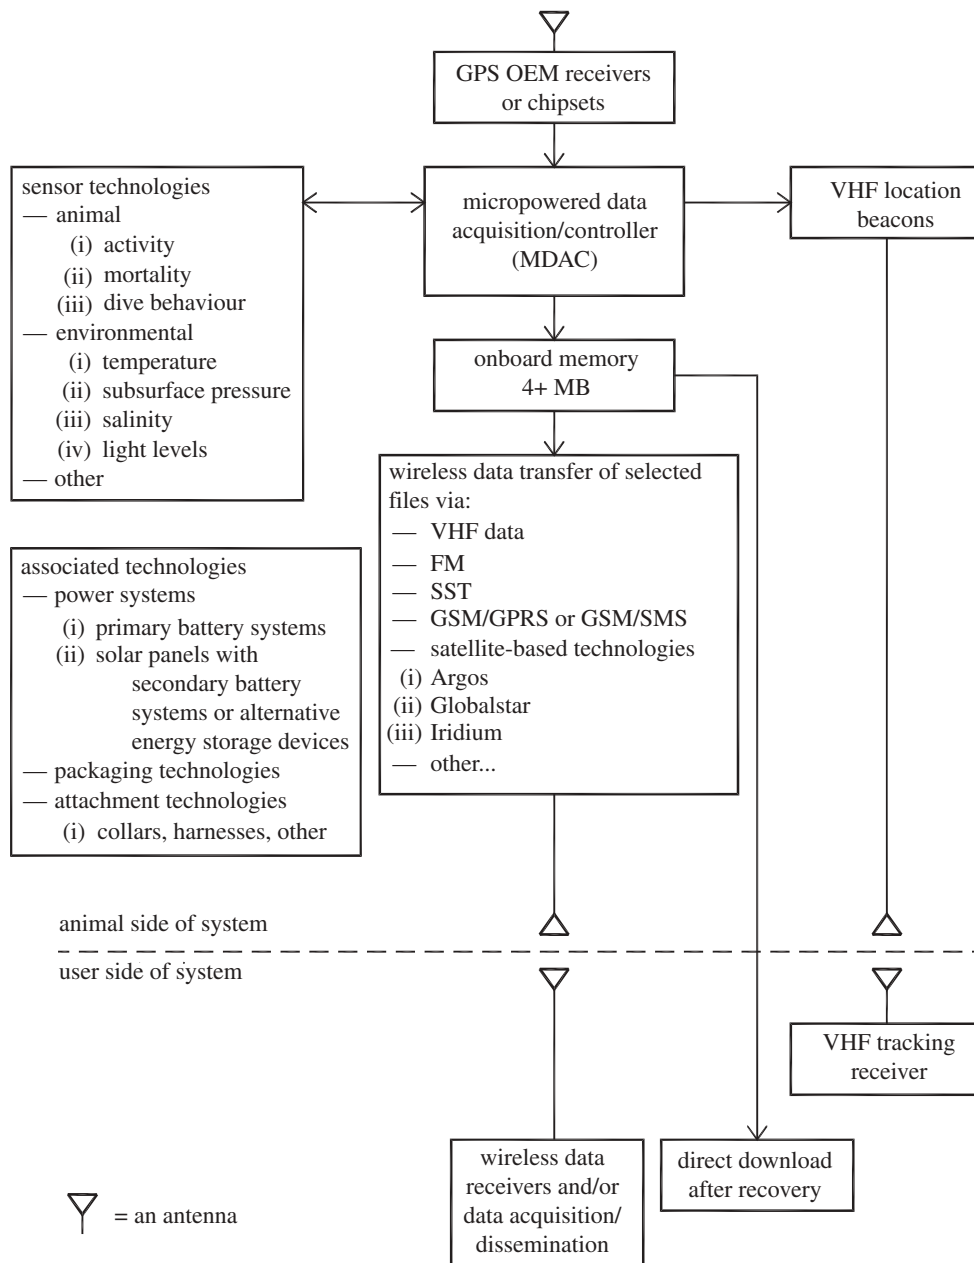 GPS OEM receivers
or chipsets
sensor technologies
— animal
(i) activity
(ii) mortality
(iii) dive behaviour
— environmental
(i) temperature
(ii) subsurface pressure
(iii) salinity
(iv) light levels
— other
micropowered data
acquisition/controller
(MDAC)
VHF location
beacons
onboard memory
4+ MB
wireless data transfer of selected
files via:
— VHF data
— FM
— SST
— GSM/GPRS or GSM/SMS
— satellite-based technologies
(i) Argos
(ii) Globalstar
(iii) Iridium
— other...
associated technologies
— power systems
(i) primary battery systems
(ii) solar panels with
secondary battery
systems or alternative
energy storage devices
— packaging technologies
— attachment technologies
(i) collars, harnesses, other
animal side of system
user side of system
VHF tracking
receiver
wireless data
receivers and/or
data acquisition/
dissemination
direct download
after recovery
= an antenna